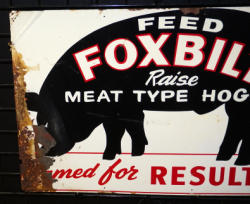 FEED
FOXBIL
Raise
MEAT TYPE HOG
med for RESULT